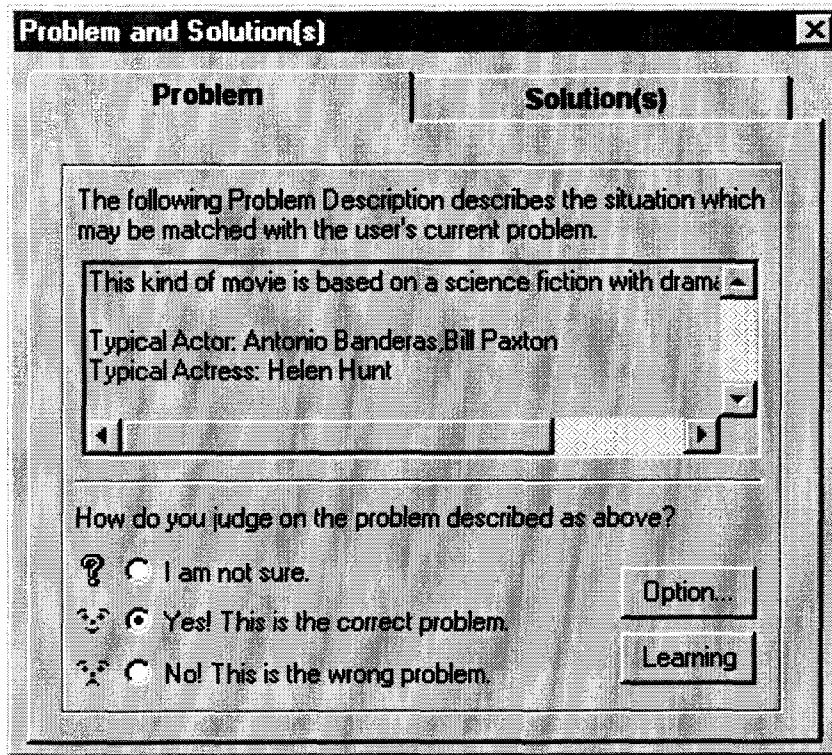 Problem and Solution(s)
Problem
Solution(s)
The following Problem Description describes the situation which
may be matched with the user's current problem.
This kind of movie is based on a science fiction with drama
Typical Actor: Antonio Banderas,Bill Paxton
Typical Actress: Helen Hunt
How do you judge on the problem described as above?
I am not sure.
Yes! This is the correct problem.
No! This is the wrong problem.
Option...
Learning